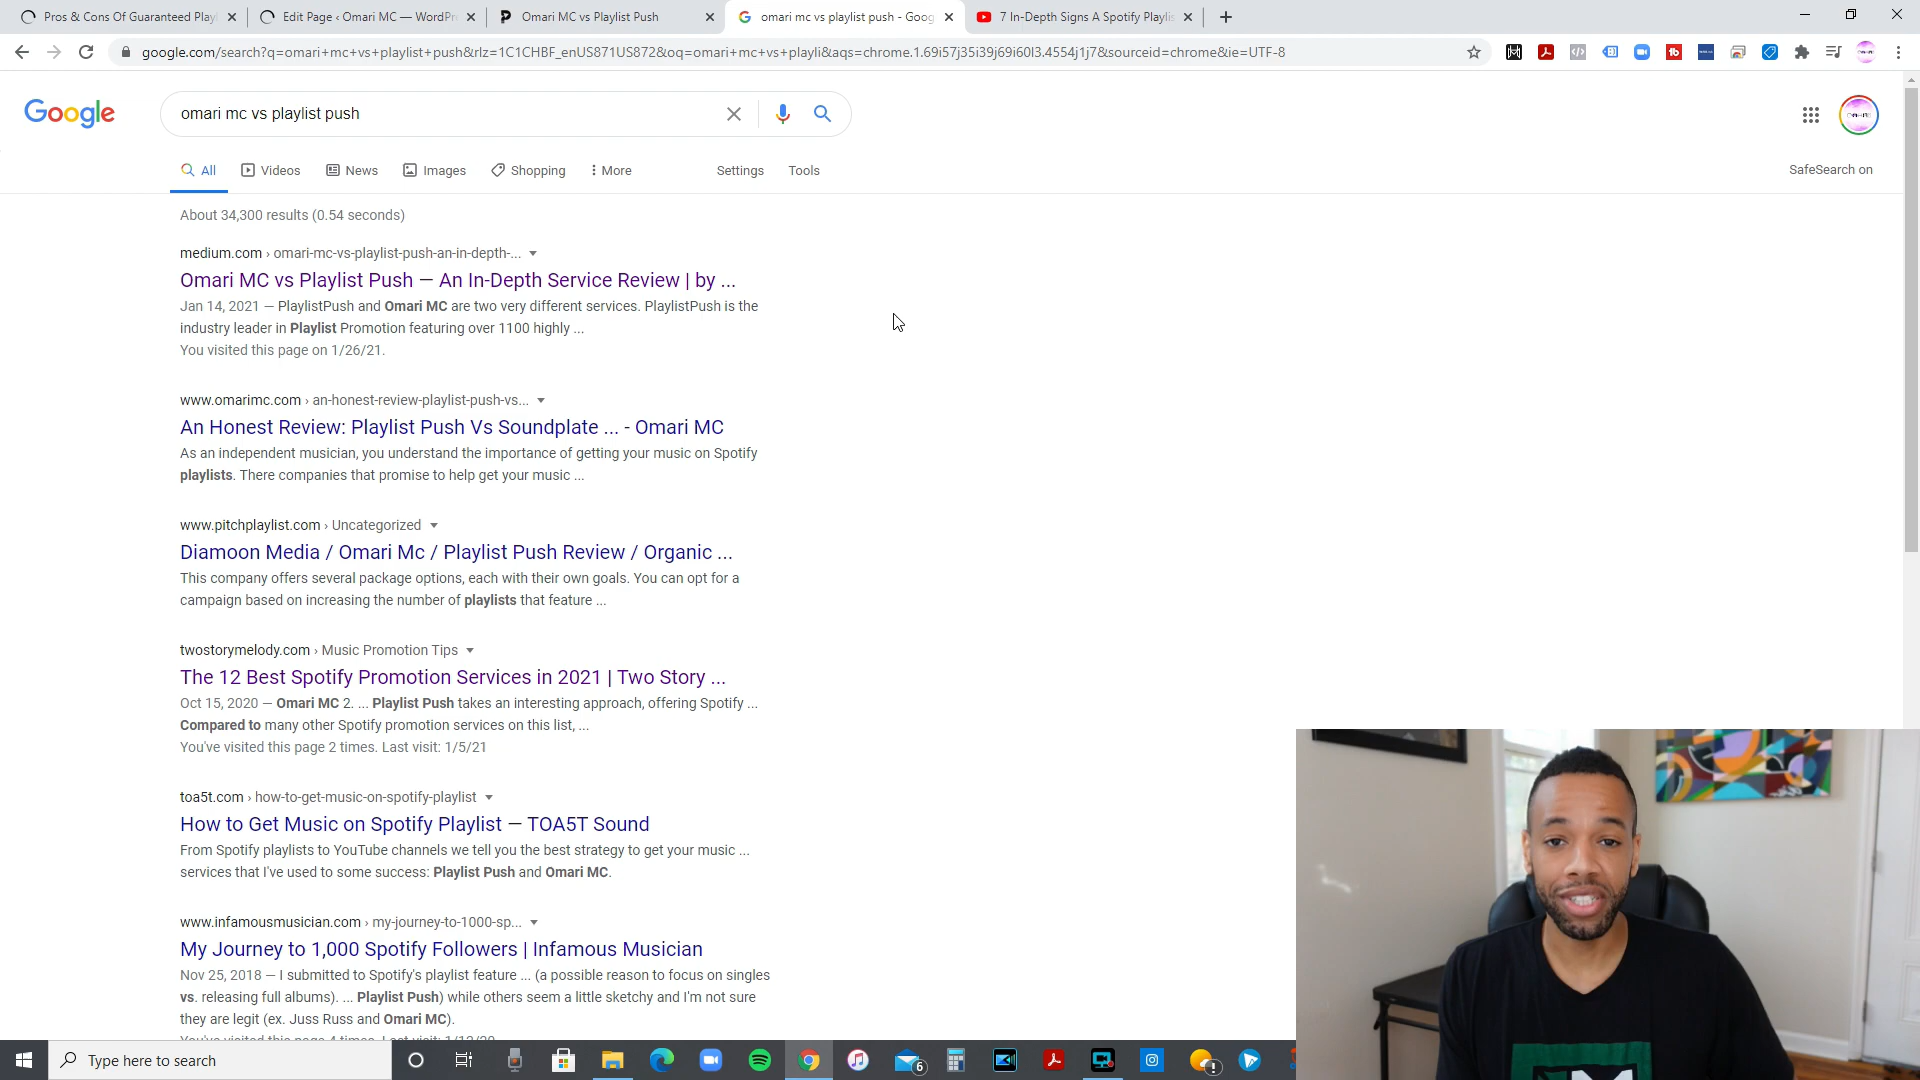 Pros & Cons Of Guaranteed Play
Edit Page ‹ Omari MC — WordPr
Omari MC vs Playlist Push
omari mc vs playlist push - Goog
7 In-Depth Signs A Spotify Playlis
google.com/search?q=omari+mc+vs+playlist+push&rlz=1C1CHBF_enUS871US872&oq=omari+mc+vs+playli&aqs=chrome.1.69i57j35i39j69i60l3.4554j1j7&sourceid=chrome&ie=UTF-8
Google
omari mc vs playlist push
All
Videos
News
Images
Shopping
More
Settings
Tools
SafeSearch on
About 34,300 results (0.54 seconds)
medium.com › omari-mc-vs-playlist-push-an-in-depth-...
Omari MC vs Playlist Push — An In-Depth Service Review | by ...
Jan 14, 2021 — PlaylistPush and Omari MC are two very different services. PlaylistPush is the
industry leader in Playlist Promotion featuring over 1100 highly ...
You visited this page on 1/26/21.
www.omarimc.com › an-honest-review-playlist-push-vs...
An Honest Review: Playlist Push Vs Soundplate ... - Omari MC
As an independent musician, you understand the importance of getting your music on Spotify
playlists. There companies that promise to help get your music ...
www.pitchplaylist.com › Uncategorized
Diamoon Media / Omari Mc / Playlist Push Review / Organic ...
This company offers several package options, each with their own goals. You can opt for a
campaign based on increasing the number of playlists that feature ...
twostorymelody.com › Music Promotion Tips
The 12 Best Spotify Promotion Services in 2021 | Two Story ...
Oct 15, 2020 — Omari MC 2. ... Playlist Push takes an interesting approach, offering Spotify ...
Compared to many other Spotify promotion services on this list, ...
You've visited this page 2 times. Last visit: 1/5/21
toa5t.com › how-to-get-music-on-spotify-playlist
How to Get Music on Spotify Playlist — TOA5T Sound
From Spotify playlists to YouTube channels we tell you the best strategy to get your music ...
services that I've used to some success: Playlist Push and Omari MC.
www.infamousmusician.com › my-journey-to-1000-sp...
My Journey to 1,000 Spotify Followers | Infamous Musician
Nov 25, 2018 — I submitted to Spotify's playlist feature ... (a possible reason to focus on singles
vs. releasing full albums). ... Playlist Push) while others seem a little sketchy and I'm not sure
they are legit (ex. Juss Russ and Omari MC).
Type here to search
6